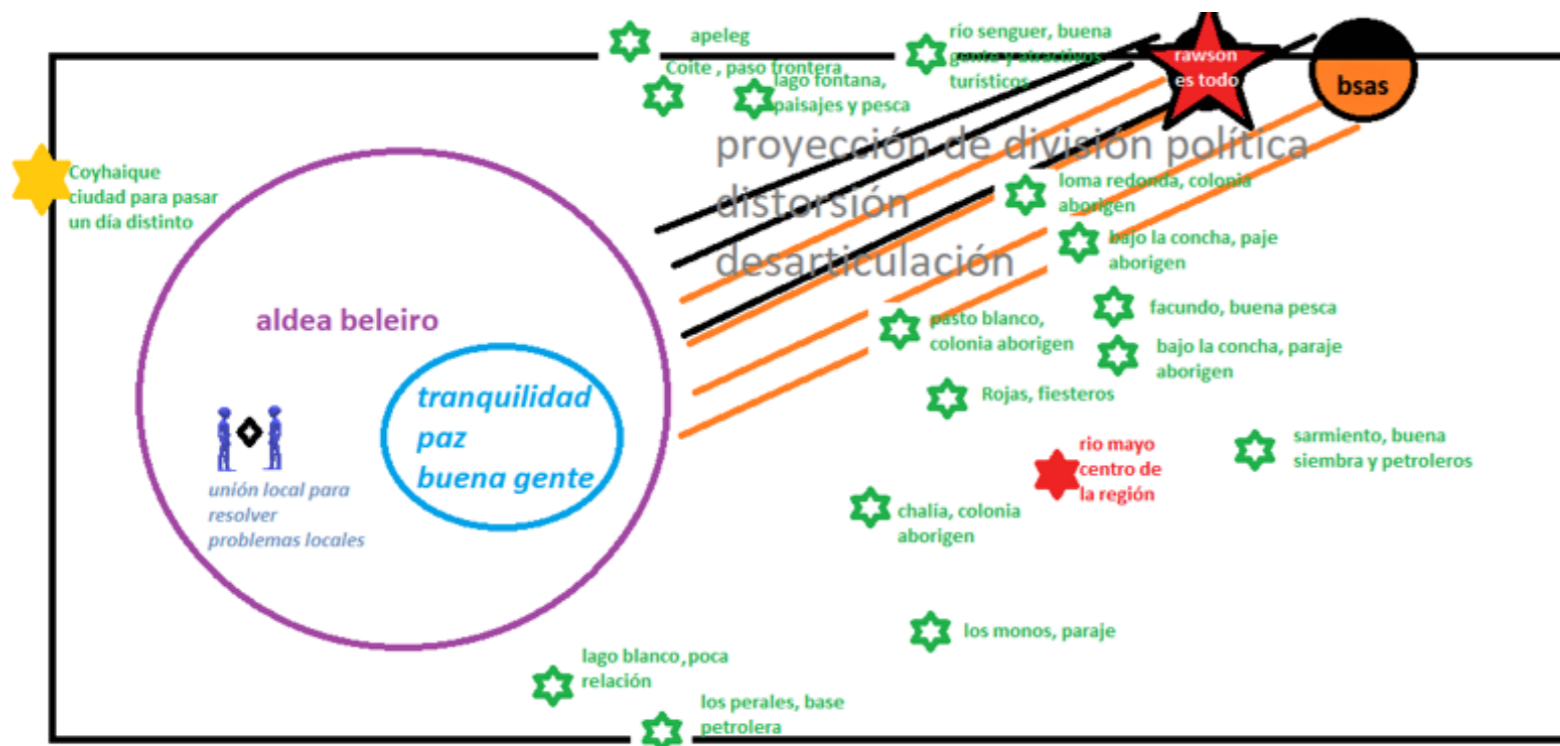 apeleg
Coite , paso frontera
lago fontana,
paisajes y pesca
río senguer, buena
gente y atractivos
turísticos
rawson
es todo
bsas
Coyhaique
ciudad para pasar
un día distinto
proyección de división política
distorsión
desarticulación
loma redonda, colonia
aborigen
bajo la concha, paje
aborigen
facundo, buena pesca
bajo la concha, paraje
aborigen
pasto blanco,
colonia aborigen
Rojas, fiesteros
aldea beleiro
tranquilidad
paz
buena gente
unión local para
resolver
problemas locales
rio mayo
centro de
la región
sarmiento, buena
siembra y petroleros
chalía, colonia
aborigen
los monos, paraje
lago blanco, poca
relación
los perales, base
petrolera